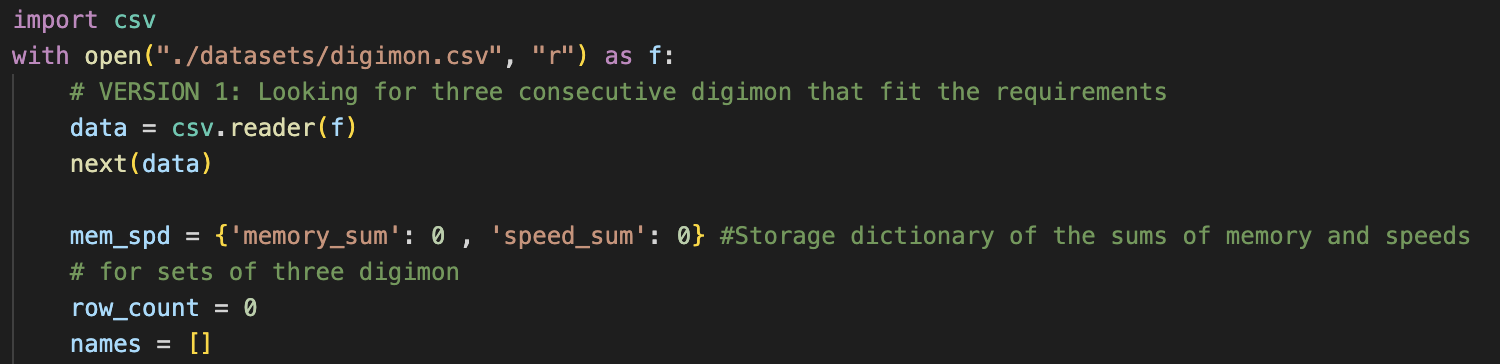 import csv
with open("./datasets/digimon.csv", "r") as f:
    # VERSION 1: Looking for three consecutive digimon that fit the requirements
    data = csv.reader(f)
    next(data)

    mem_spd = {'memory_sum': 0 , 'speed_sum': 0} #Storage dictionary of the sums of memory and speeds
    # for sets of three digimon
    row_count = 0
    names = []